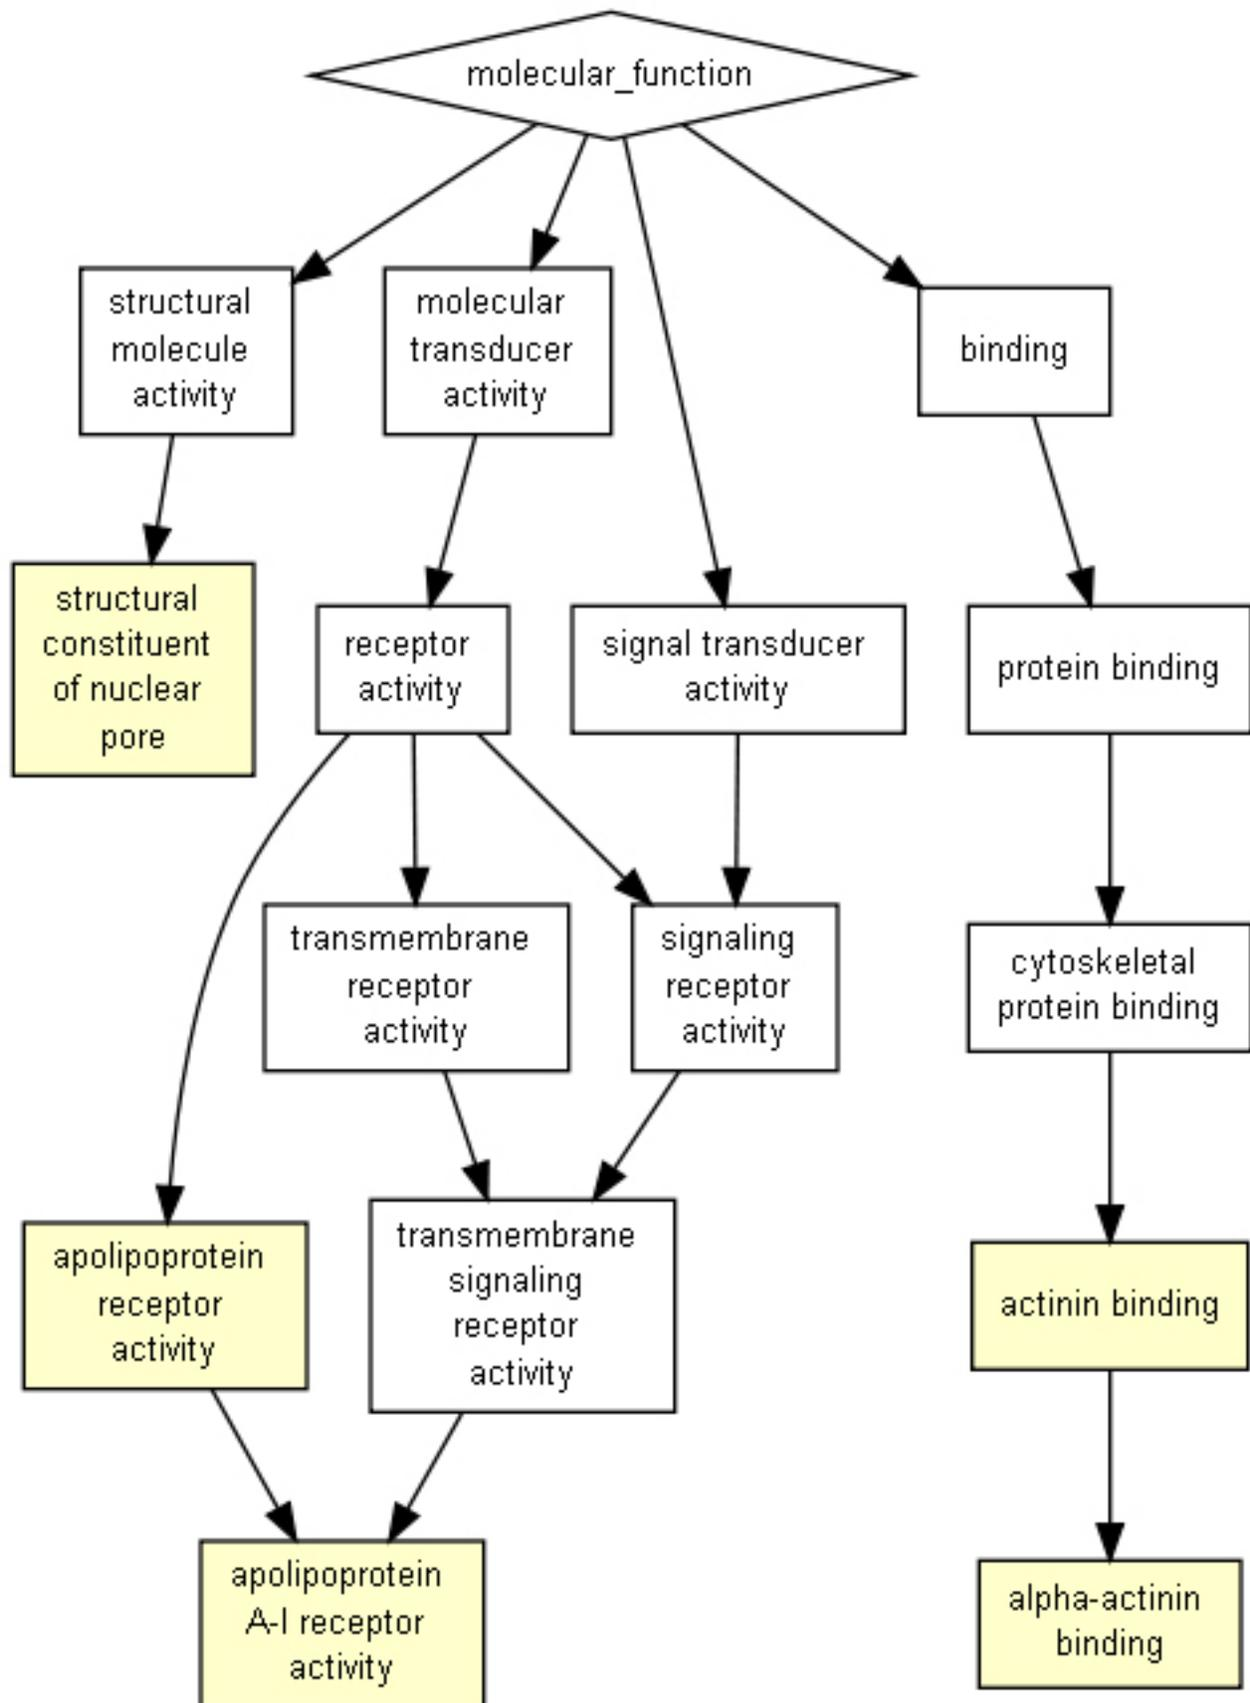 molecular_function
structural
molecule
activity
molecular
transducer
activity
binding
structural
constituent
of nuclear
pore
receptor
activity
signal transducer
activity
protein binding
transmembrane
receptor
activity
signaling
receptor
activity
cytoskeletal
protein binding
apolipoprotein
receptor
activity
transmembrane
signaling
receptor
activity
actinin binding
apolipoprotein
A-I receptor
activity
alpha-actinin
binding